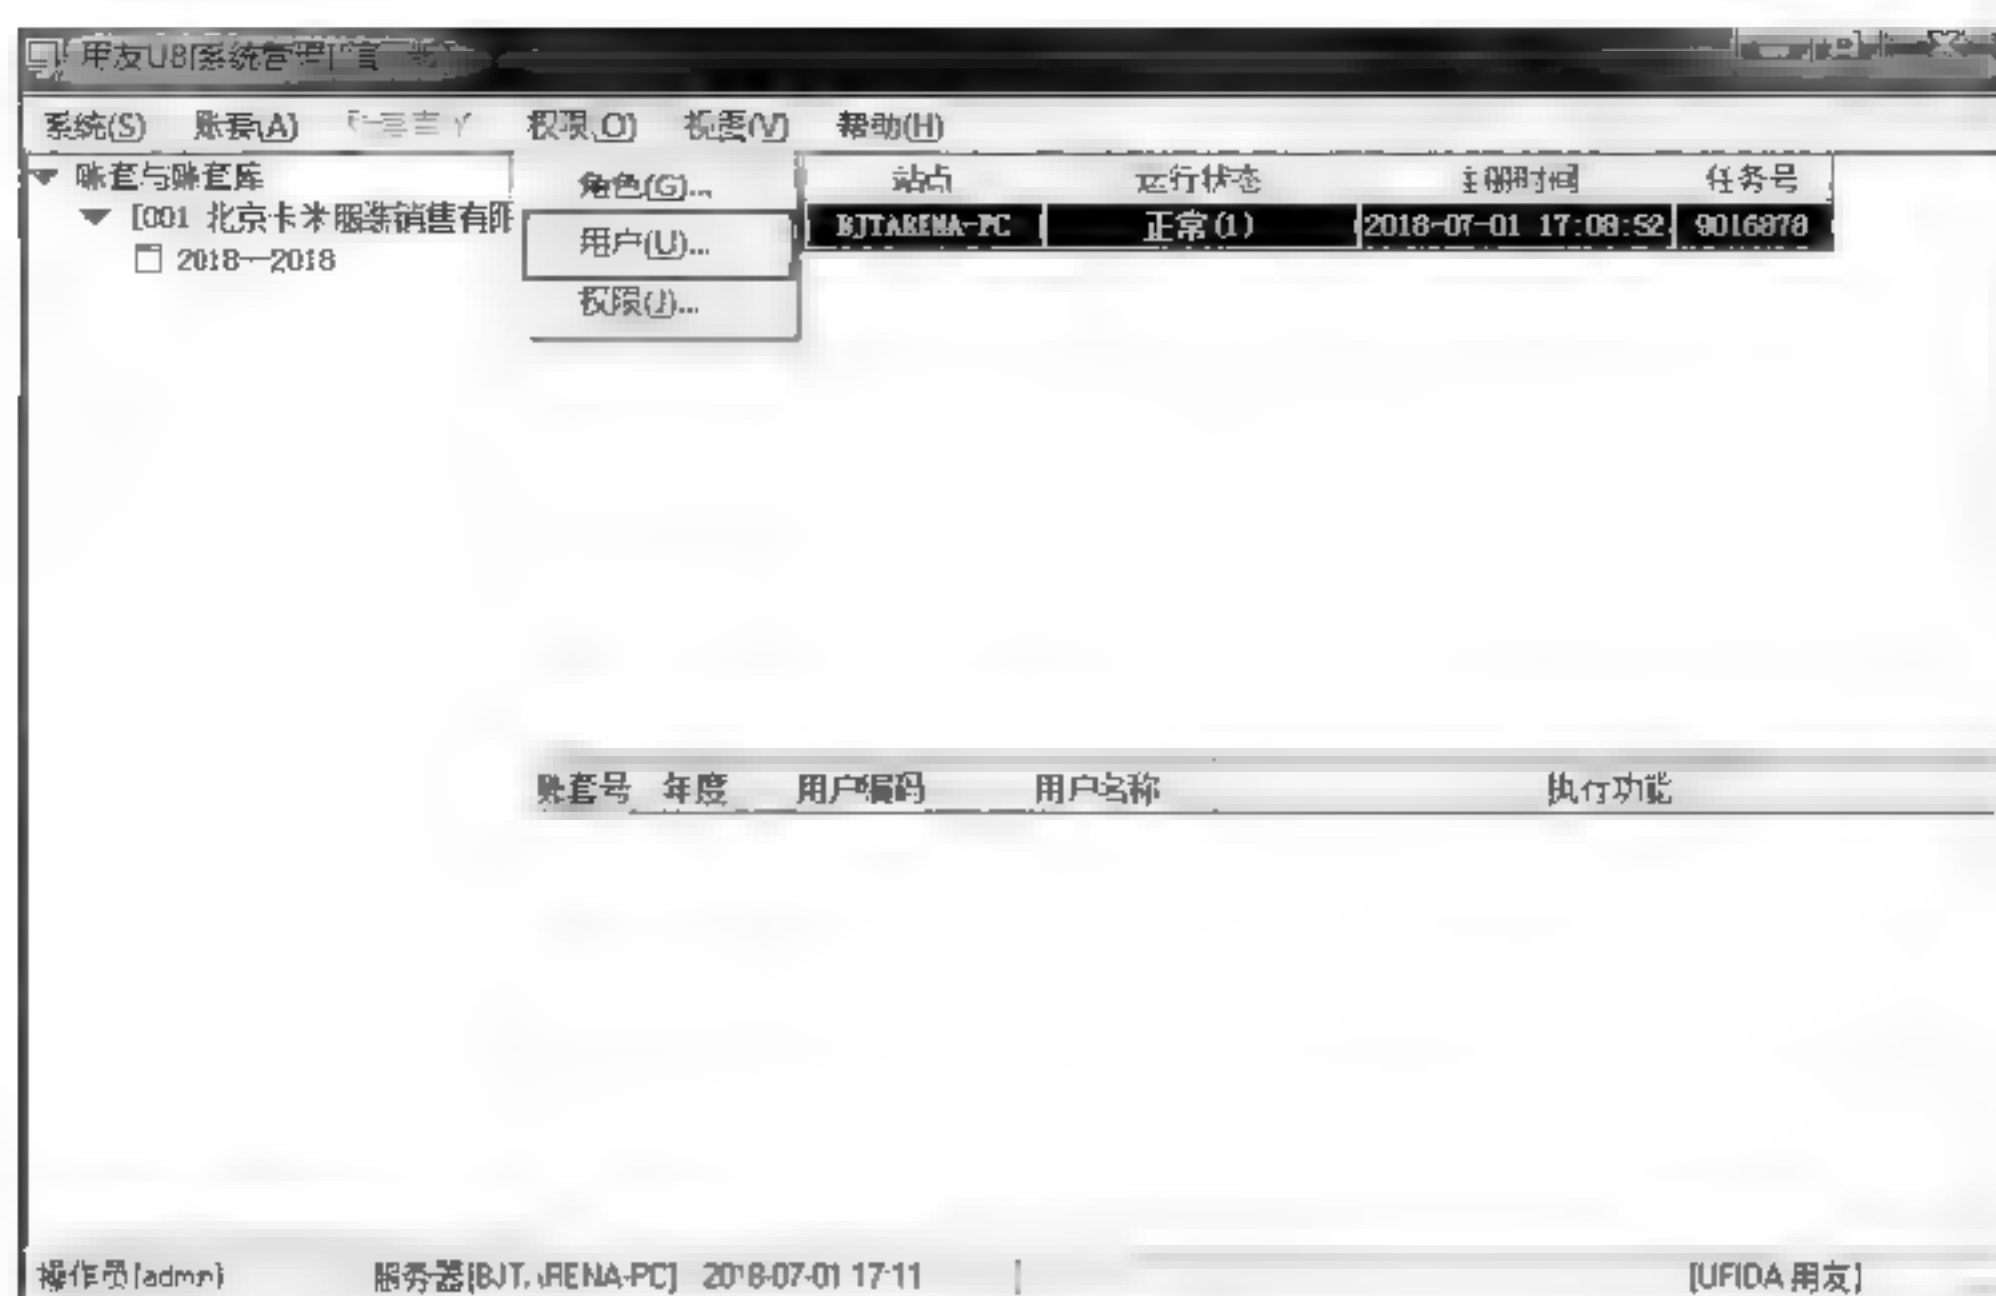 用友U8[系统管理]
系统(S) 账套(A) 权限(O) 视图(V) 帮助(H)
账套与账套库
[001 北京卡米服装销售有限
2018--2018
角色(G)...
用户(U)...
权限(J)...
站点 运行状态 注册时间 任务号
BJTARENA-PC 正常(1) 2018-07-01 17:08:52 9016878
账套号 年度 用户编码 用户名称 执行功能
操作员[admin] 服务器[BJTARENA-PC] 2018-07-01 17:11 [UFIDA 用友]